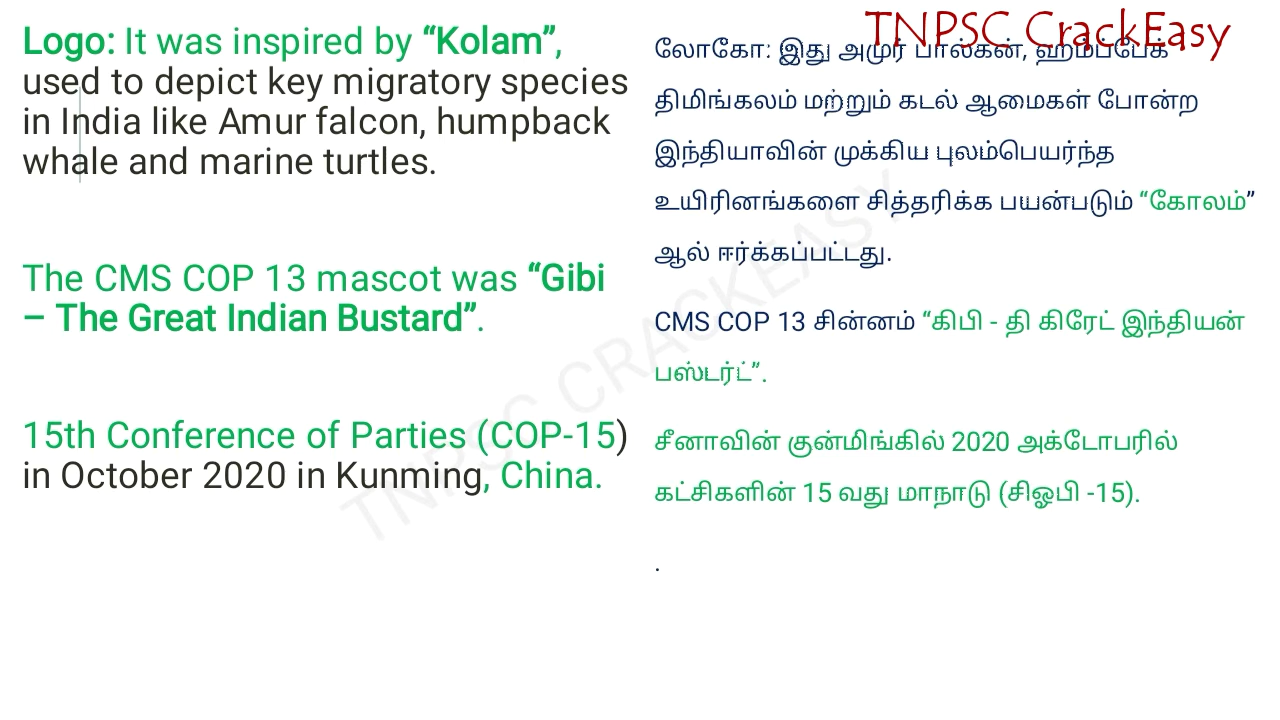 TNPSC CrackEasy
Logo: It was inspired by “Kolam”,
used to depict key migratory species
in India like Amur falcon, humpback
whale and marine turtles.
The CMS COP 13 mascot was “Gibi
– The Great Indian Bustard”.
15th Conference of Parties (COP-15)
in October 2020 in Kunming, China.
லோகோ: இது அமுர் பால்கன், ஹம்ப்பேக்
திமிங்கலம் மற்றும் கடல் ஆமைகள் போன்ற
இந்தியாவின் முக்கிய புலம்பெயர்ந்த
உயிரினங்களை சித்தரிக்க பயன்படும் “கோலம்”
ஆல் ஈர்க்கப்பட்டது.
CMS COP 13 சின்னம் “கிபி - தி கிரேட் இந்தியன்
பஸ்டர்ட்”.
சீனாவின் குன்மிங்கில் 2020 அக்டோபரில்
கட்சிகளின் 15 வது மாநாடு (சிஓபி -15).
.
TNPSC CRACKEASY